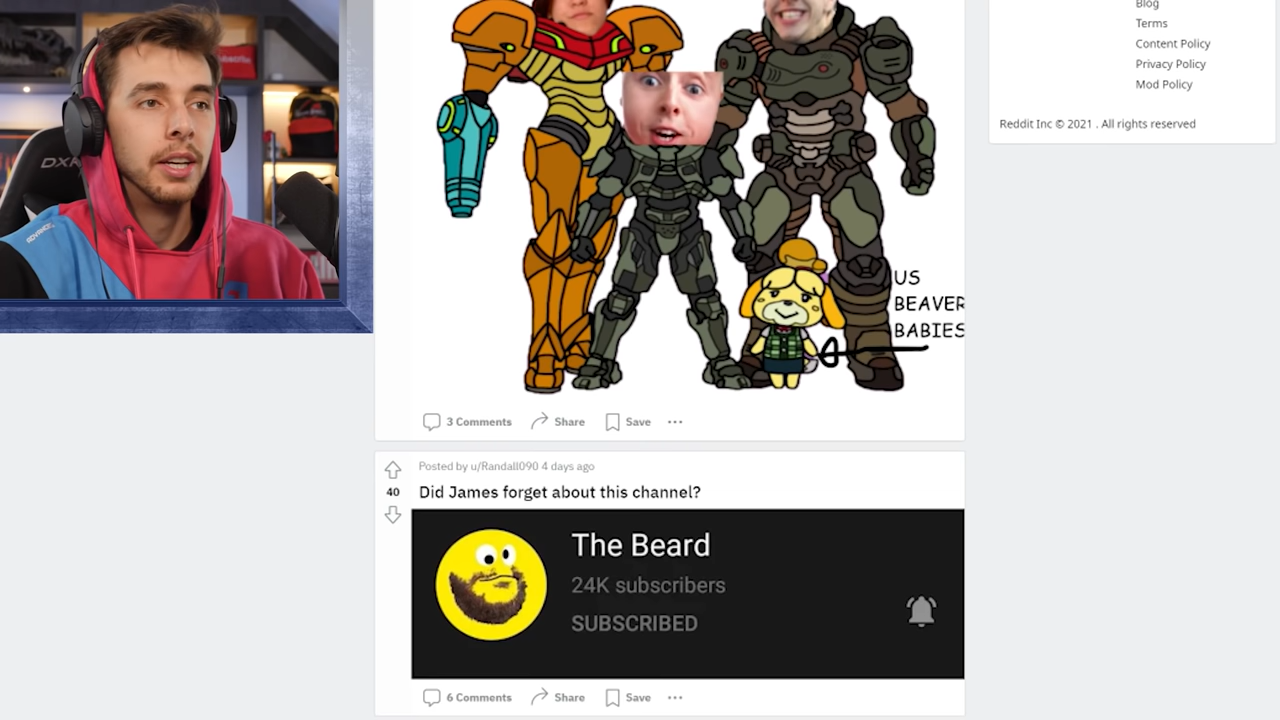 Blog
Terms
Content Policy
Privacy Policy
Mod Policy
Reddit Inc © 2021 . All rights reserved
DXR
ADVANCE.
US
BEAVER
BABIES
3 Comments
Share
Save
Posted by u/Randall090 4 days ago
40
Did James forget about this channel?
The Beard
24K subscribers
SUBSCRIBED
6 Comments
Share
Save